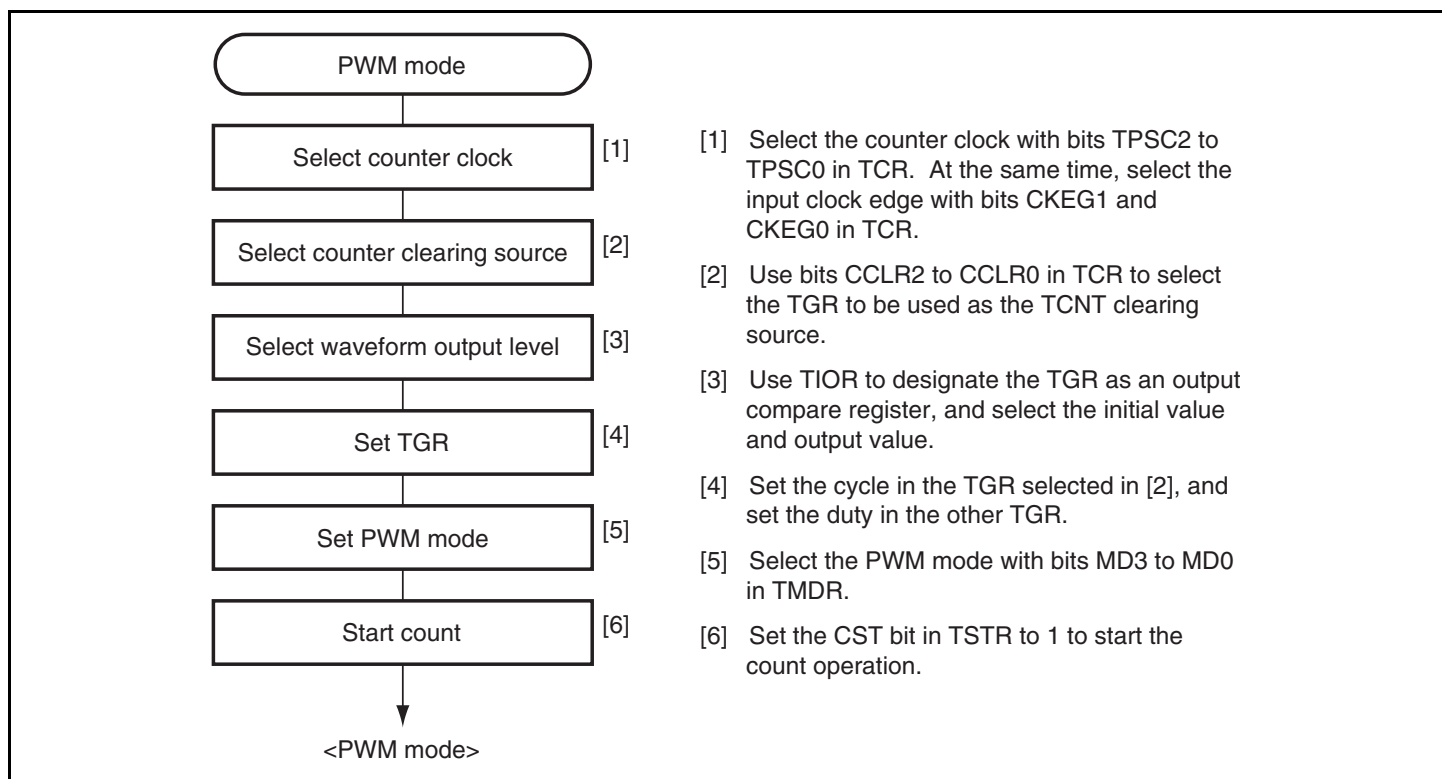 PWM mode
Select counter clock
[1]
Select counter clearing source
[2]
Select waveform output level
[3]
Set TGR
[4]
Set PWM mode
[5]
Start count
[6]
<PWM mode>
[1] Select the counter clock with bits TPSC2 to
TPSC0 in TCR. At the same time, select the
input clock edge with bits CKEG1 and
CKEG0 in TCR.
[2] Use bits CCLR2 to CCLR0 in TCR to select
the TGR to be used as the TCNT clearing
source.
[3] Use TIOR to designate the TGR as an output
compare register, and select the initial value
and output value.
[4] Set the cycle in the TGR selected in [2], and
set the duty in the other TGR.
[5] Select the PWM mode with bits MD3 to MD0
in TMDR.
[6] Set the CST bit in TSTR to 1 to start the
count operation.